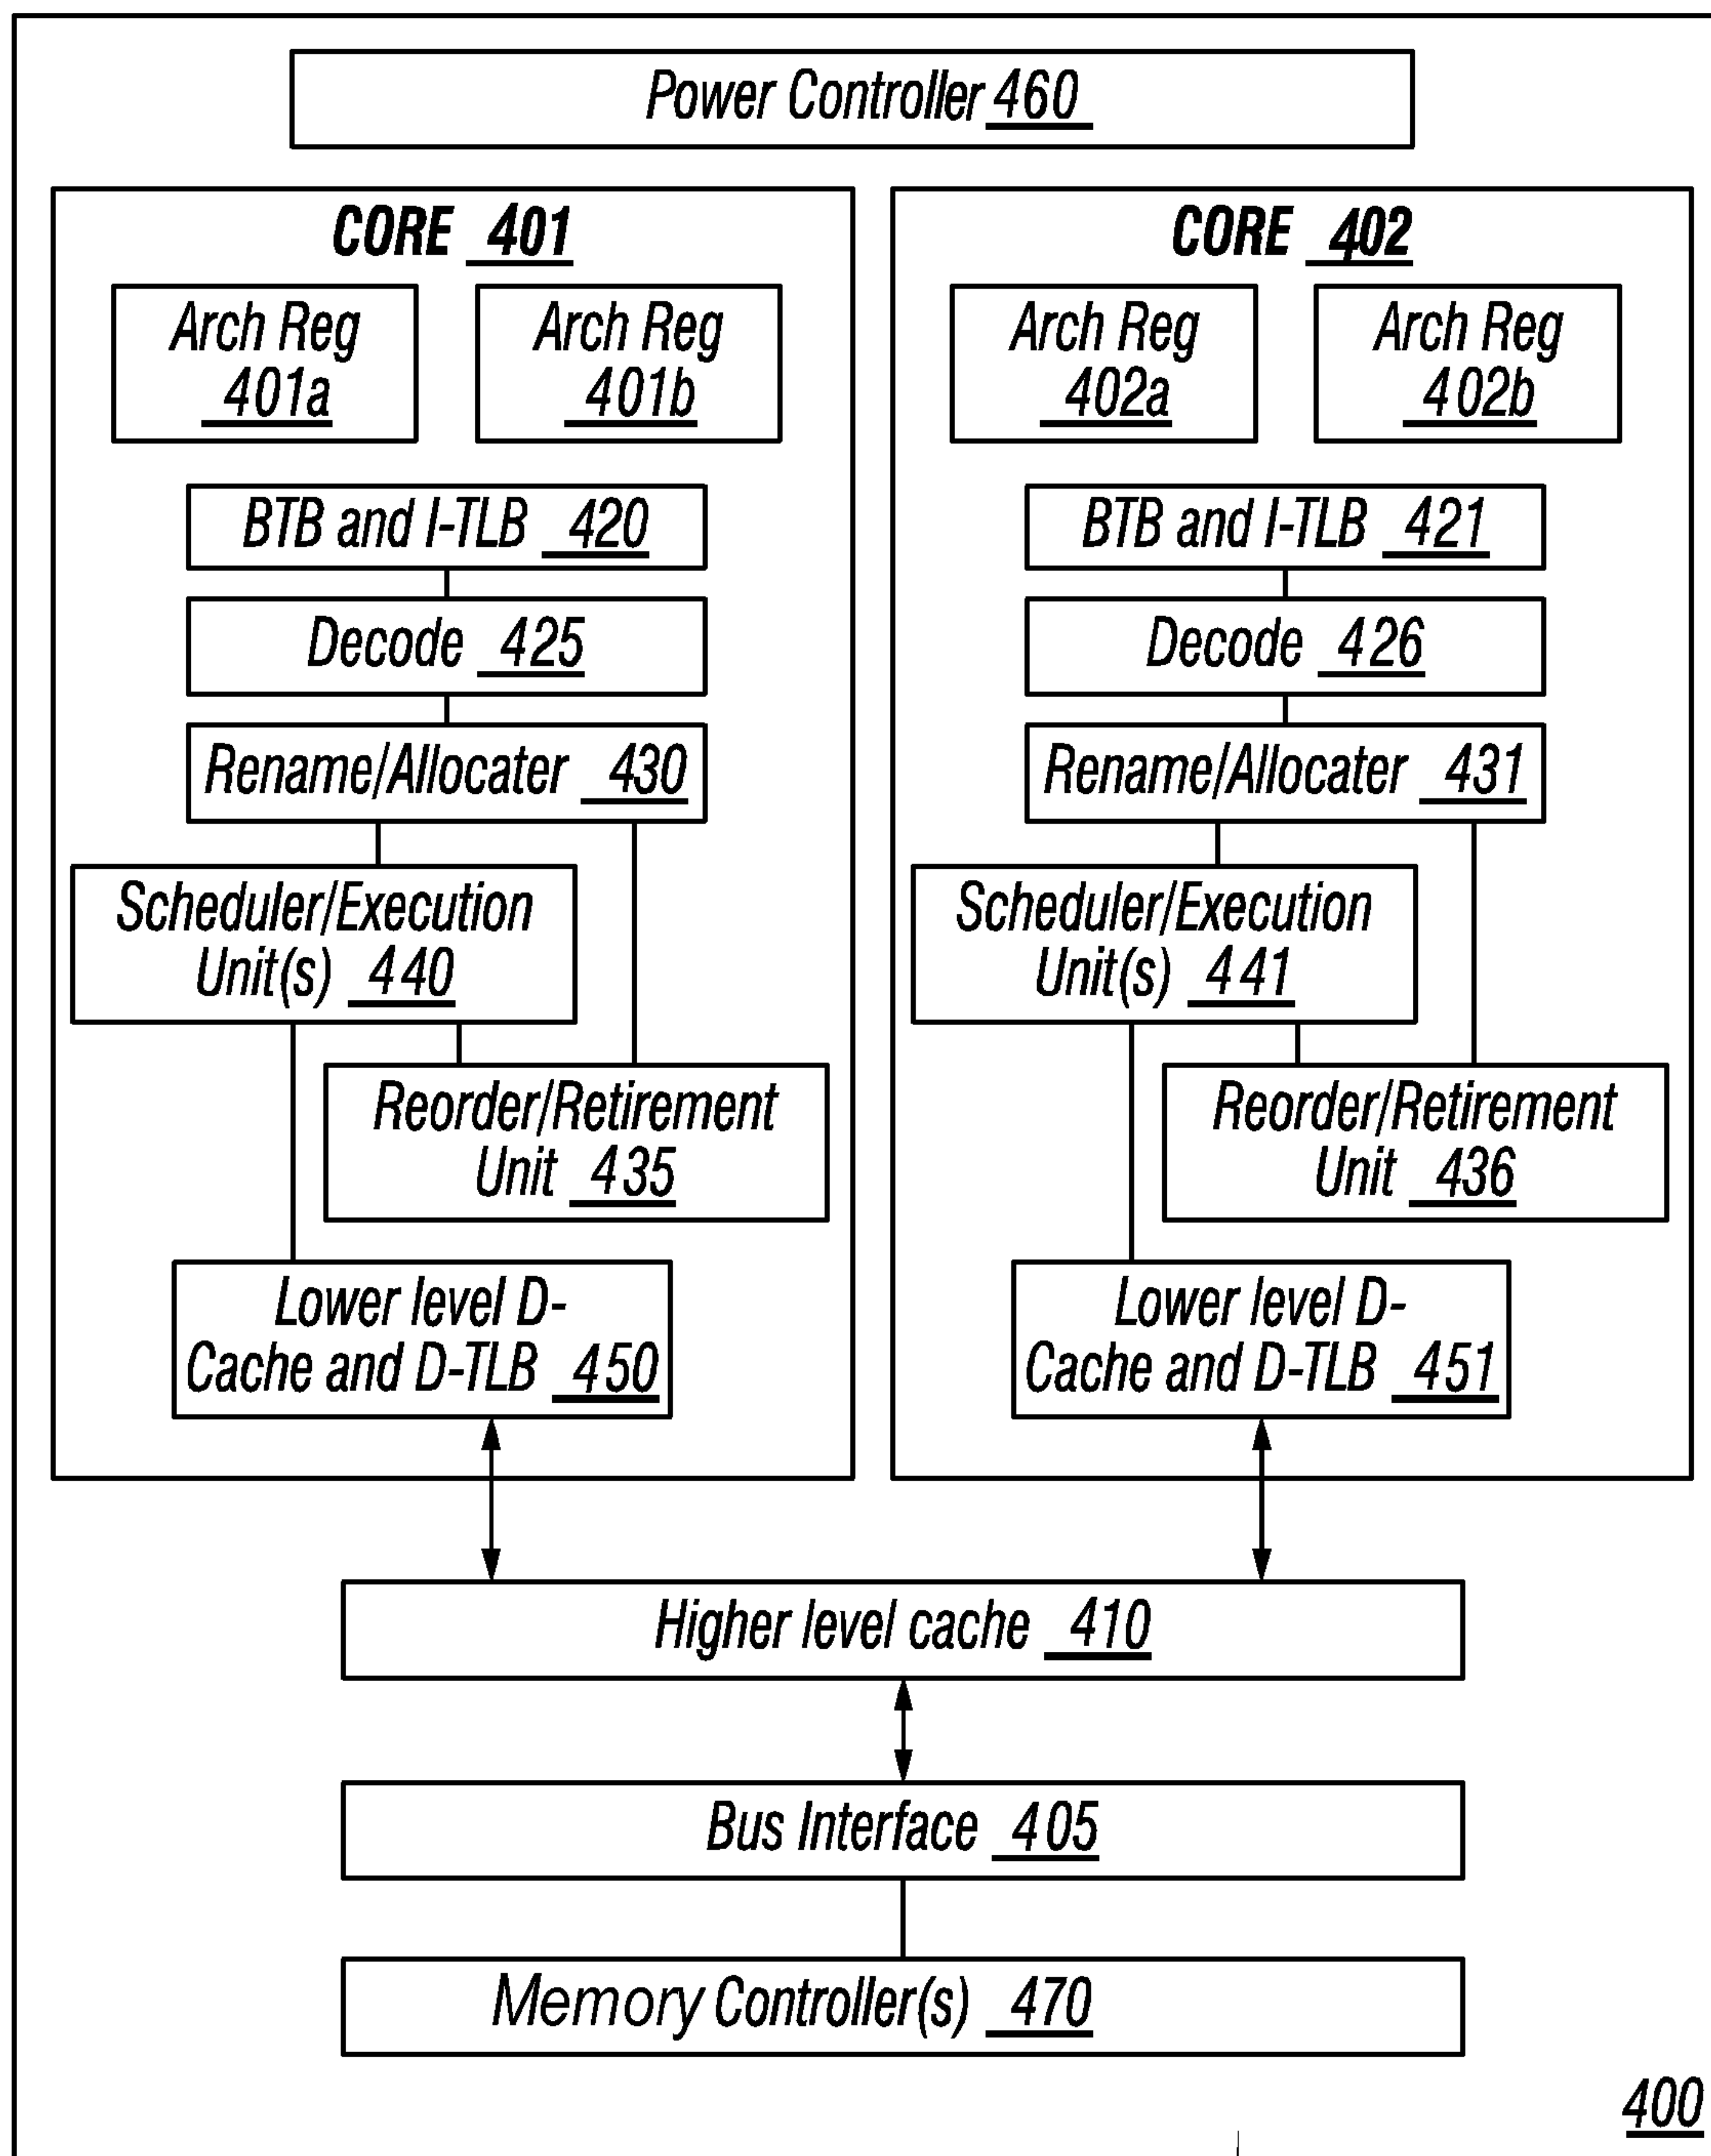 Power Controller 460
CORE 401
Arch Reg
401a
Arch Reg
401b
BTB and I-TLB 420
Decode 425
Rename/Allocater 430
Scheduler/Execution
Unit(s) 440
Reorder/Retirement
Unit 435
Lower level D-
Cache and D-TLB 450
CORE 402
Arch Reg
402a
Arch Reg
402b
BTB and I-TLB 421
Decode 426
Rename/Allocater 431
Scheduler/Execution
Unit(s) 441
Reorder/Retirement
Unit 436
Lower level D-
Cache and D-TLB 451
Higher level cache 410
Bus Interface 405
Memory Controller(s) 470
400